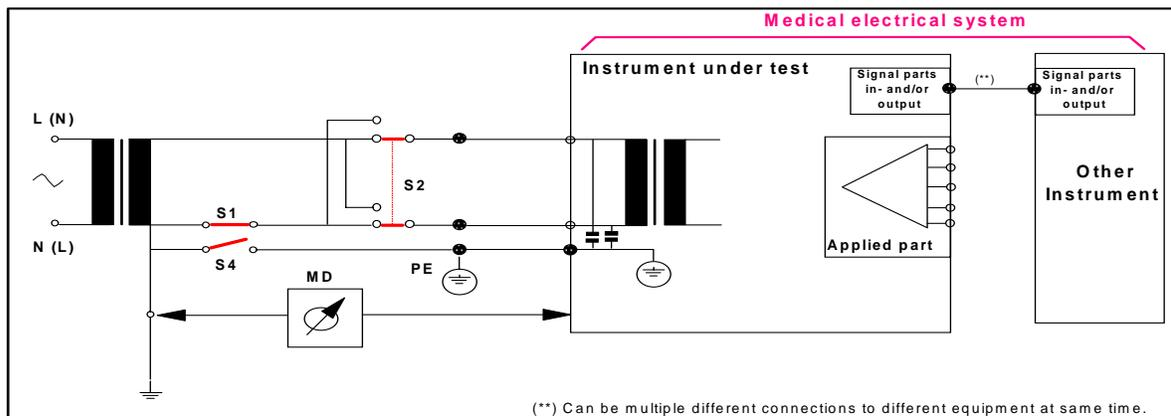 Medical electrical system
Instrument under test
Signal parts
in- and/or
output
(**)
Signal parts
in- and/or
output
L (N)
S2
Other
Instrument
S1
N (L)
S4
PE
Applied part
MD
(**) Can be multiple different connections to different equipment at same time.